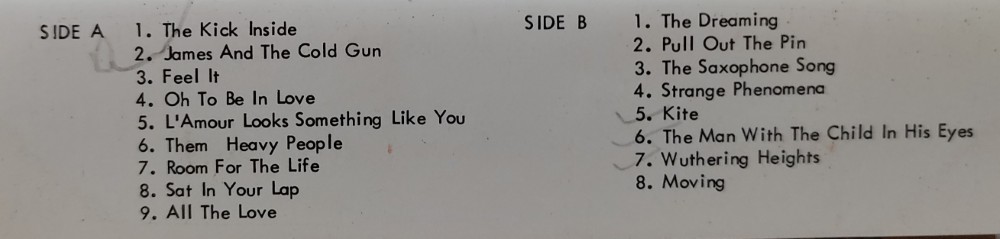 SIDE A
1. The Kick Inside
2. James And The Cold Gun
3. Feel It
4. Oh To Be In Love
5. L'Amour Looks Something Like You
6. Them Heavy People
7. Room For The Life
8. Sat In Your Lap
9. All The Love
SIDE B
1. The Dreaming
2. Pull Out The Pin
3. The Saxophone Song
4. Strange Phenomena
5. Kite
6. The Man With The Child In His Eyes
7. Wuthering Heights
8. Moving